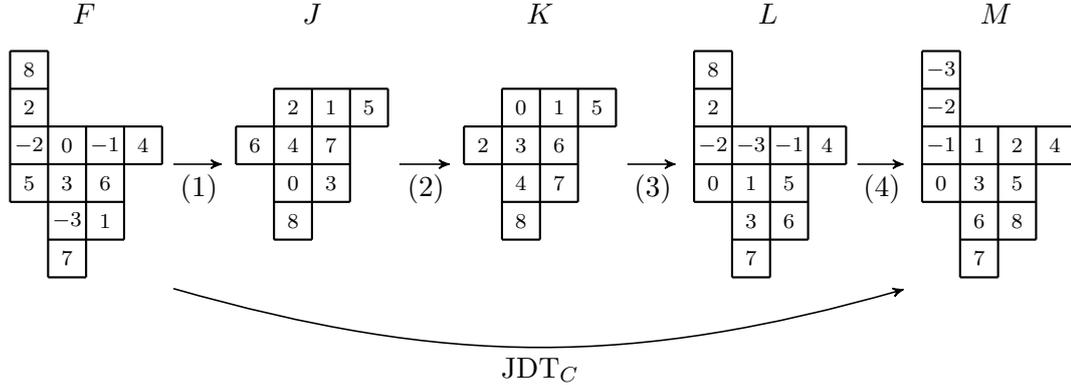 F J K L M
8 8 −3
2 2 1 5 0 1 5 2 −2
−2 0 −1 4 6 4 7 2 3 6 −2 −3 −1 4 −1 1 2 4
(1) (2) (3) (4)
5 3 6 0 3 4 7 0 1 5 0 3 5
−3 1 8 8 3 6 6 8
7 7 7
JDT_C